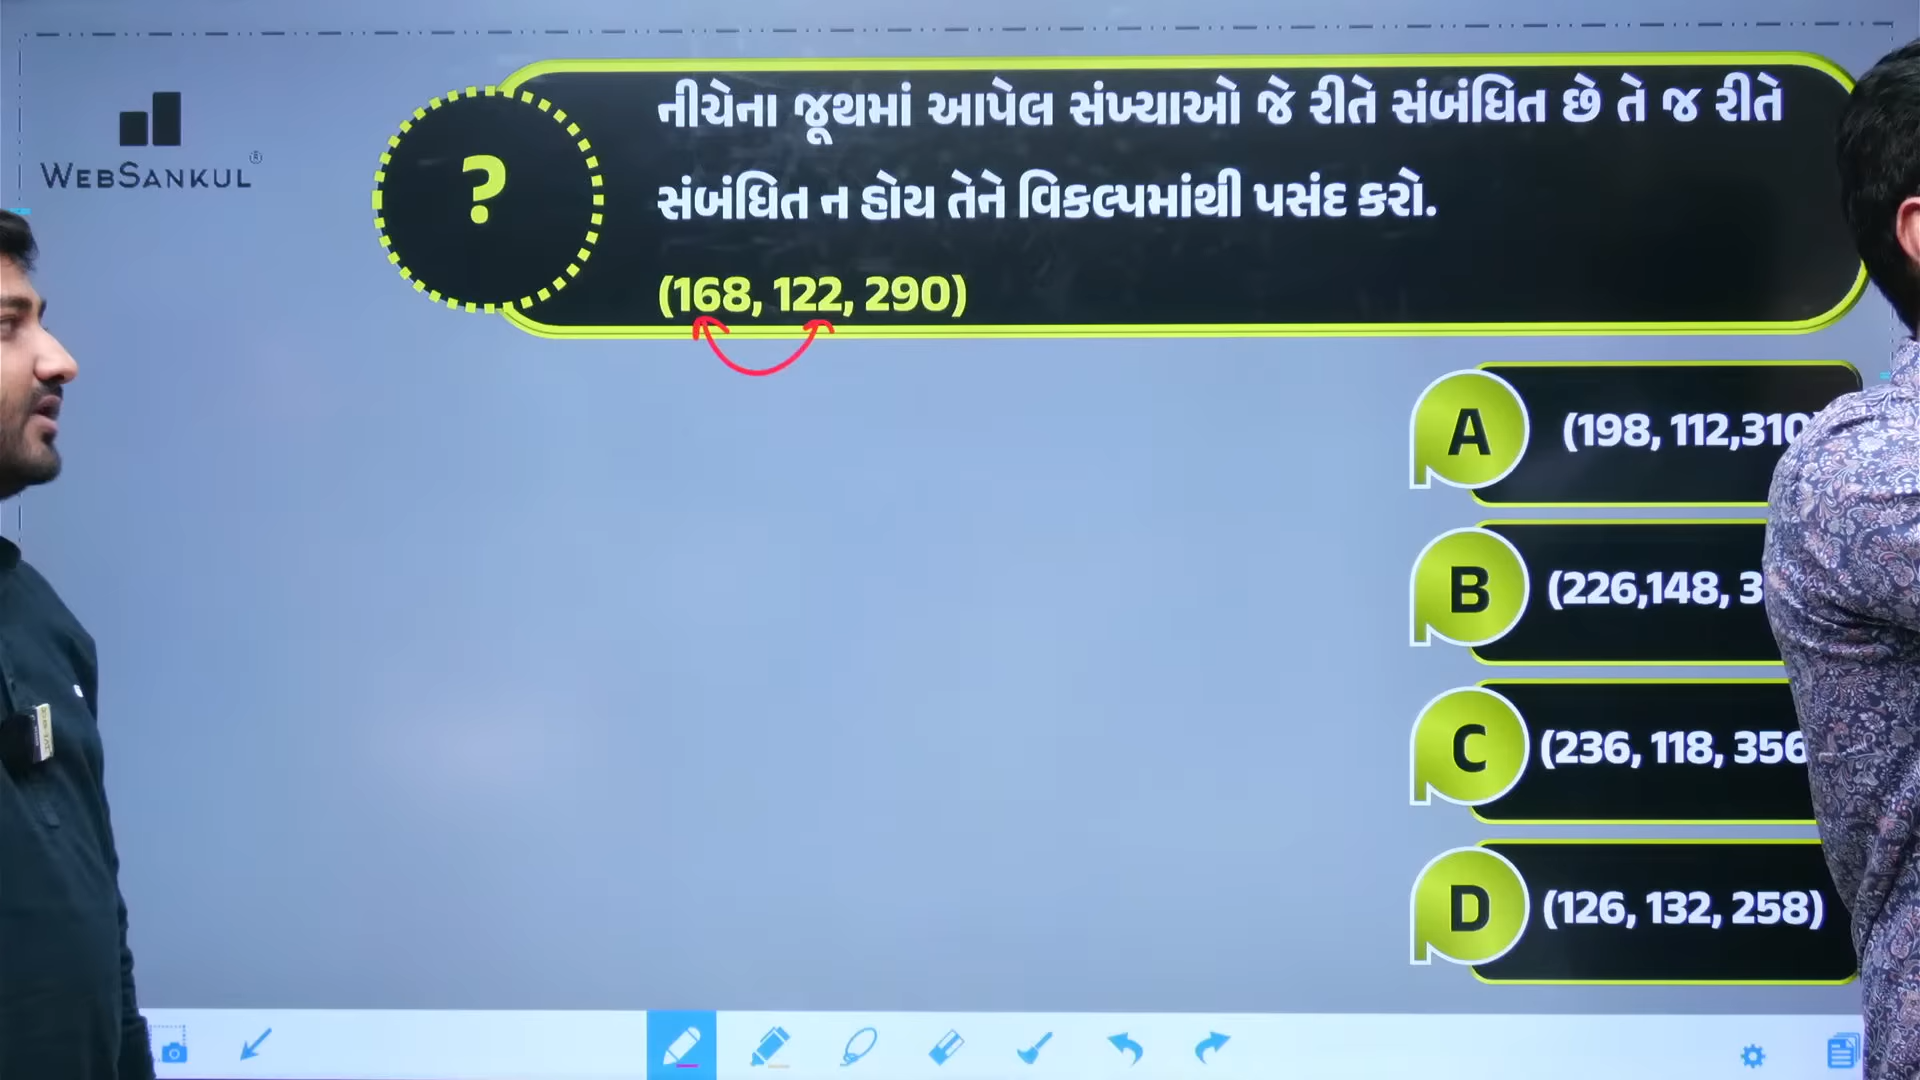 WEBSANKUL®
?
નીચેના જૂથમાં આપેલ સંખ્યાઓ જે રીતે સંબંધિત છે તે જ રીતે
સંબંધિત ન હોય તેને વિકલ્પમાંથી પસંદ કરો.
(168, 122, 290)
A (198, 112,310
B (226,148, 3
C (236, 118, 356
D (126, 132, 258)